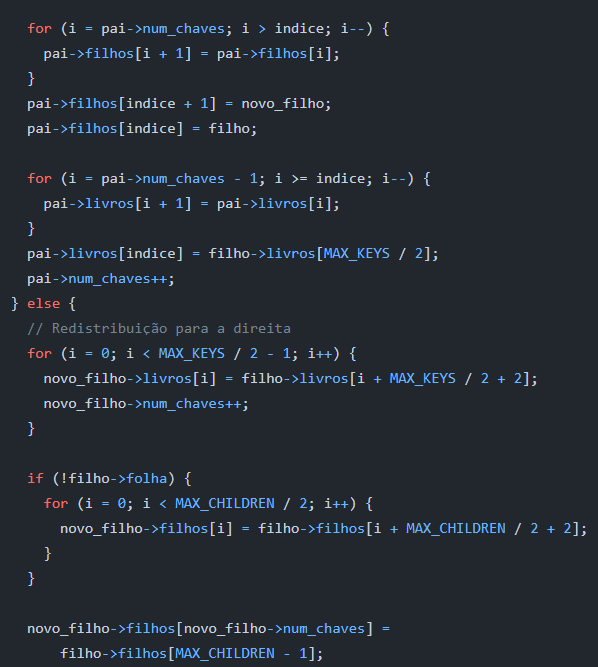 for (i = pai->num_chaves; i > indice; i--) {
pai->filhos[i + 1] = pai->filhos[i];
}
pai->filhos[indice + 1] = novo_filho;
pai->filhos[indice] = filho;
for (i = pai->num_chaves - 1; i >= indice; i--) {
pai->livros[i + 1] = pai->livros[i];
}
pai->livros[indice] = filho->livros[MAX_KEYS / 2];
pai->num_chaves++;
} else {
// Redistribuição para a direita
for (i = 0; i < MAX_KEYS / 2 - 1; i++) {
novo_filho->livros[i] = filho->livros[i + MAX_KEYS / 2 + 2];
novo_filho->num_chaves++;
}
if (!filho->folha) {
for (i = 0; i < MAX_CHILDREN / 2; i++) {
novo_filho->filhos[i] = filho->filhos[i + MAX_CHILDREN / 2 + 2];
}
}
novo_filho->filhos[novo_filho->num_chaves] =
filho->filhos[MAX_CHILDREN - 1];